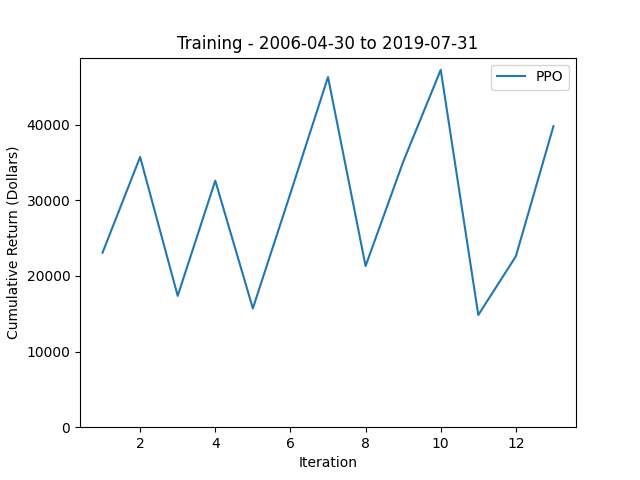 Training - 2006-04-30 to 2019-07-31
PPO
Cumulative Return (Dollars)
40000
30000
20000
10000
0
2 4 6 8 10 12
Iteration